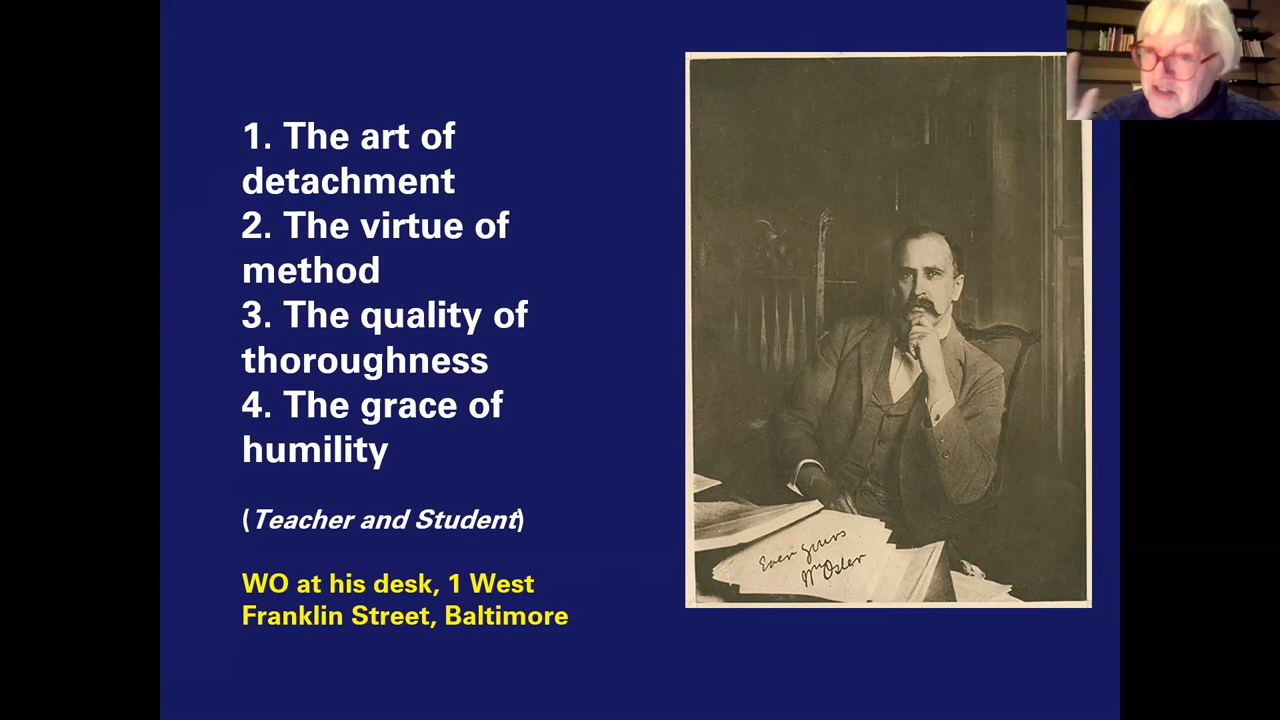 1. The art of
detachment
2. The virtue of
method
3. The quality of
thoroughness
4. The grace of
humility
(Teacher and Student)
WO at his desk, 1 West
Franklin Street, Baltimore
Ever yours
Wm Osler